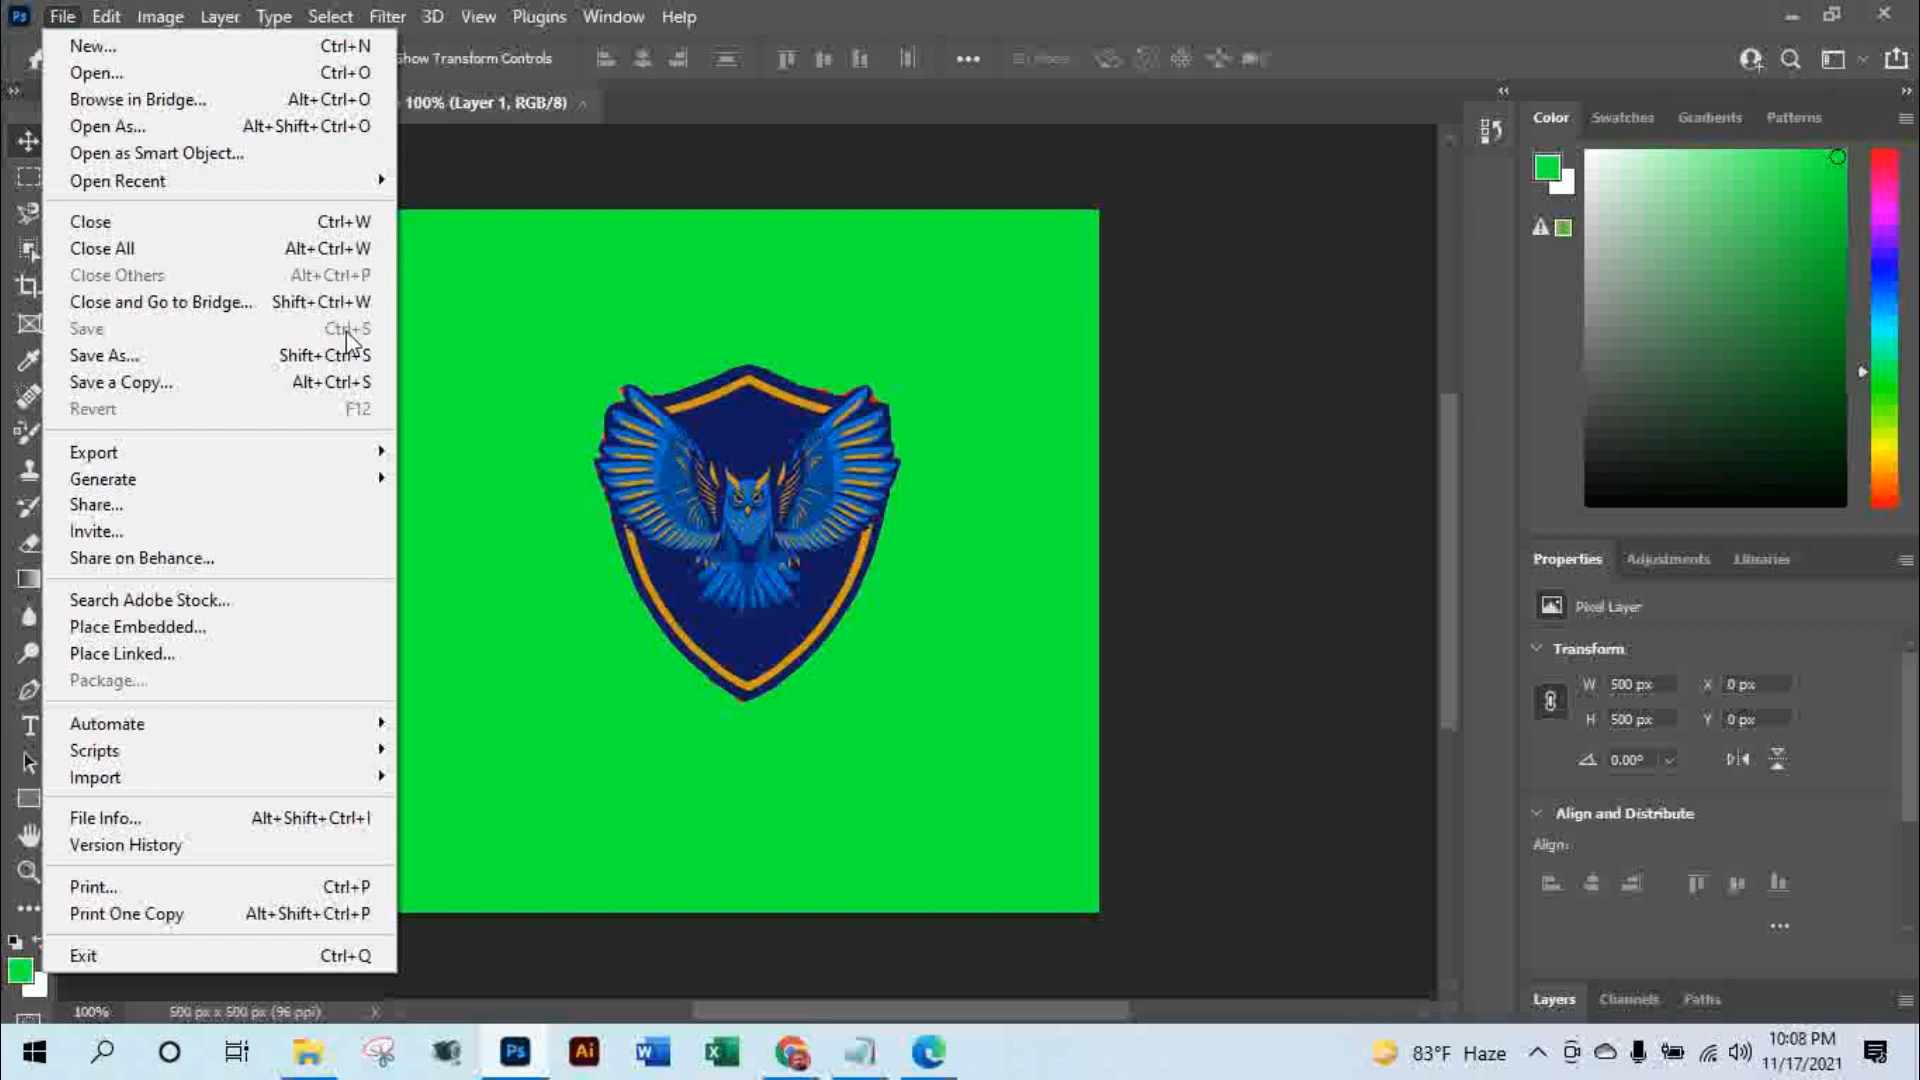 Ps File Edit Image Layer Type Select Filter 3D View Plugins Window Help
New... Ctrl+N
Open... Ctrl+O
Browse in Bridge... Alt+Ctrl+O
Open As... Alt+Shift+Ctrl+O
Open as Smart Object...
Open Recent
Close Ctrl+W
Close All Alt+Ctrl+W
Close Others Alt+Ctrl+P
Close and Go to Bridge... Shift+Ctrl+W
Save Ctrl+S
Save As... Shift+Ctrl+S
Save a Copy... Alt+Ctrl+S
Revert F12
Export
Generate
Share...
Invite...
Share on Behance...
Search Adobe Stock...
Place Embedded...
Place Linked...
Package...
Automate
Scripts
Import
File Info... Alt+Shift+Ctrl+I
Version History
Print... Ctrl+P
Print One Copy Alt+Shift+Ctrl+P
Exit Ctrl+Q
Show Transform Controls
100% (Layer 1, RGB/8)
Color Swatches Gradients Patterns
Properties Adjustments Libraries
Pixel Layer
Transform
W 500 px X 0 px
H 500 px Y 0 px
0.00°
Align and Distribute
Align:
Layers Channels Paths
100% 500 px x 500 px (96 ppi)
Ps Ai W X 83°F Haze
10:08 PM
11/17/2021